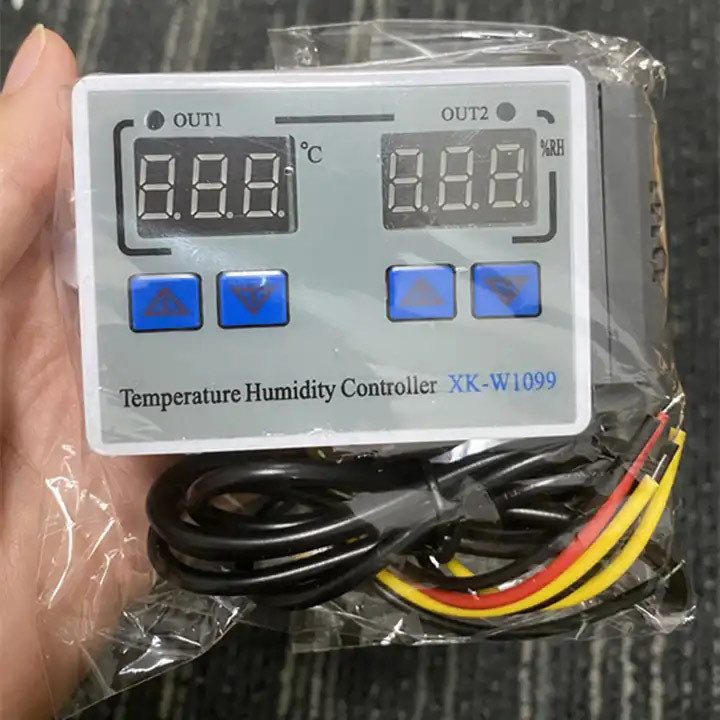 OUT1
OUT2
°C
%RH
Temperature Humidity Controller XK-W1099